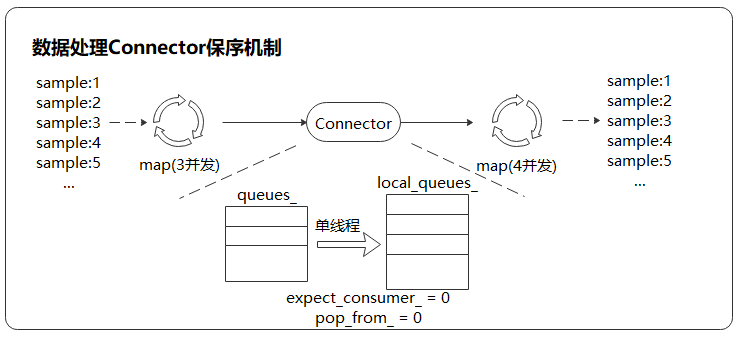 数据处理Connector保序机制
sample:1
sample:2
sample:3
sample:4
sample:5
...
map(3并发)
Connector
map(4并发)
sample:1
sample:2
sample:3
sample:4
sample:5
...
queues_
单线程
local_queues_
expect_consumer_ = 0
pop_from_ = 0